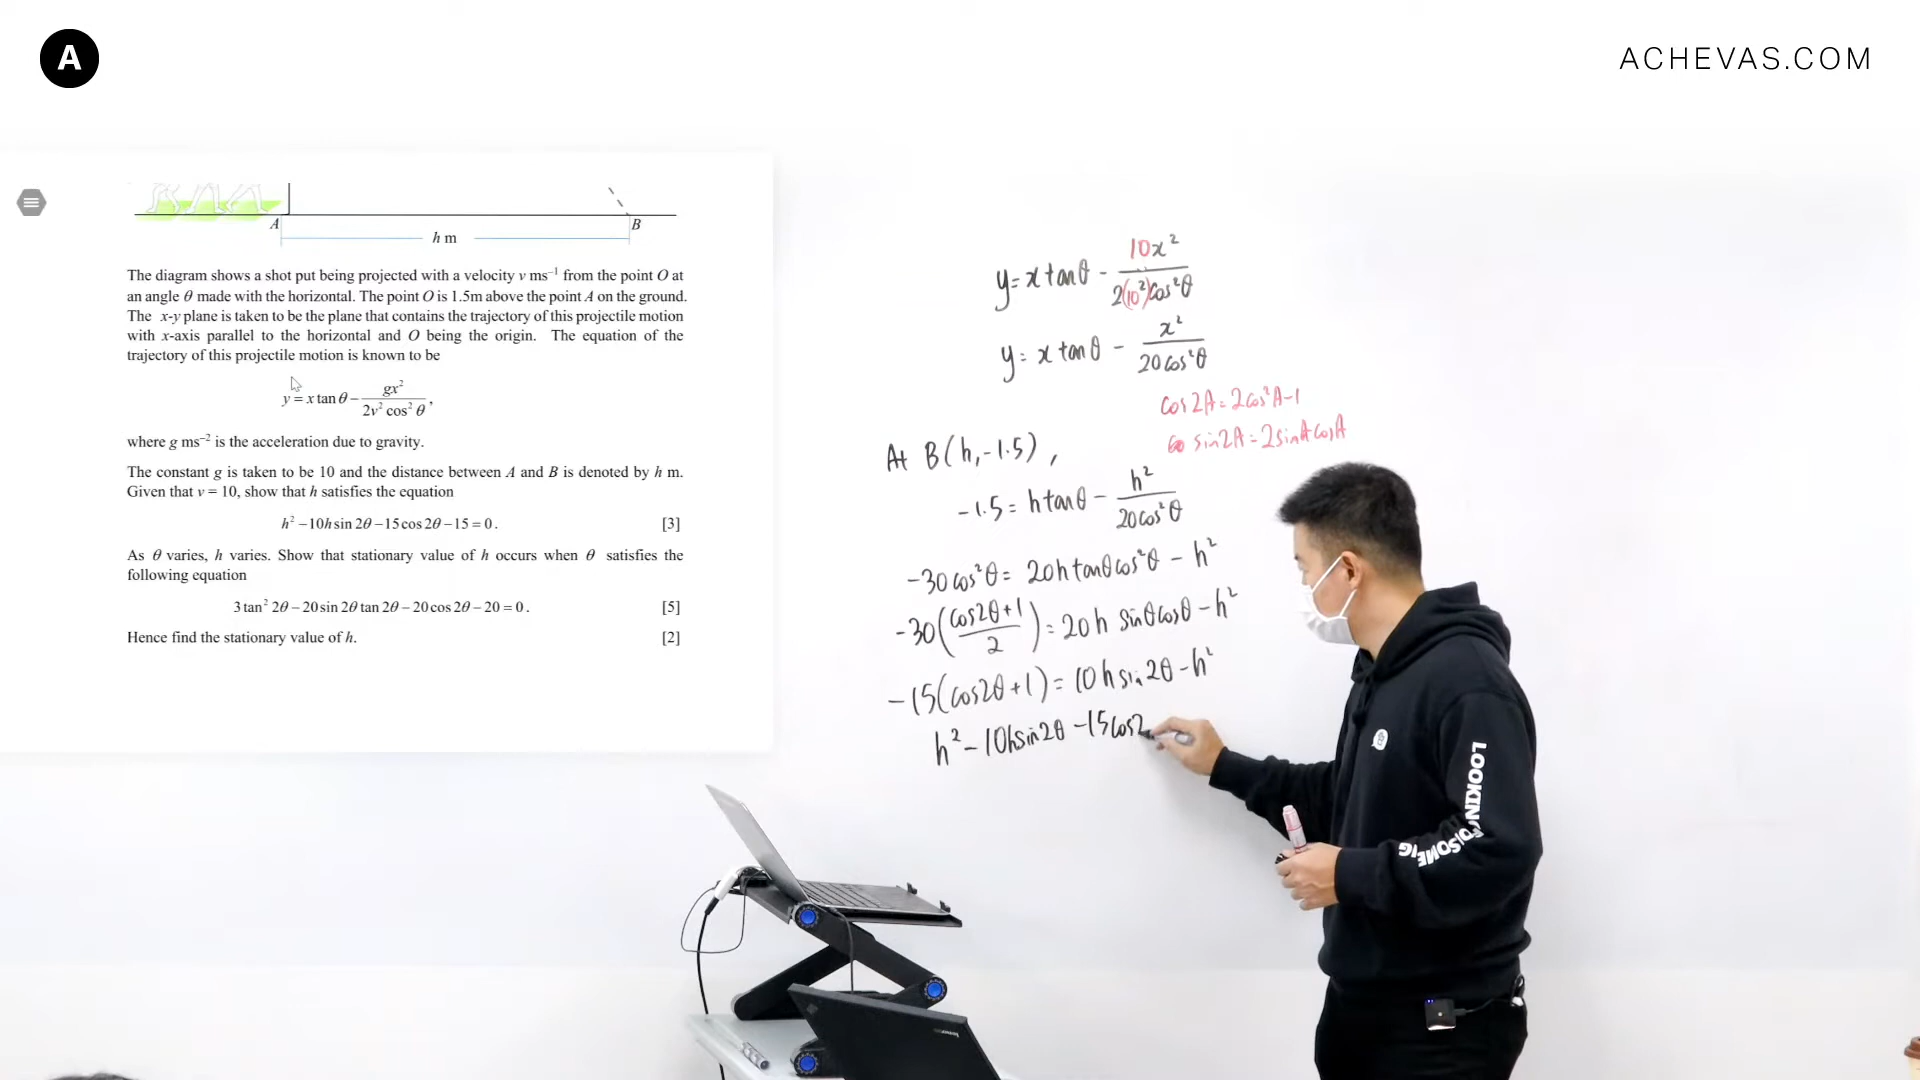 A
ACHEVAS.COM
A
B
h m
The diagram shows a shot put being projected with a velocity v ms⁻¹ from the point O at
an angle θ made with the horizontal. The point O is 1.5m above the point A on the ground.
The x-y plane is taken to be the plane that contains the trajectory of this projectile motion
with x-axis parallel to the horizontal and O being the origin. The equation of the
trajectory of this projectile motion is known to be
y = x tan θ − gx² / 2v² cos² θ ,
where g ms⁻² is the acceleration due to gravity.
The constant g is taken to be 10 and the distance between A and B is denoted by h m.
Given that v = 10, show that h satisfies the equation
h² − 10h sin 2θ − 15 cos 2θ − 15 = 0. [3]
As θ varies, h varies. Show that stationary value of h occurs when θ satisfies the
following equation
3 tan² 2θ − 20 sin 2θ tan 2θ − 20 cos 2θ − 20 = 0. [5]
Hence find the stationary value of h. [2]
y = x tan θ − 10x² / 2(10²)cos²θ
y = x tan θ − x² / 20cos²θ
cos 2A = 2cos²A − 1
sin 2A = 2 sin A cos A
At B(h, −1.5),
−1.5 = h tan θ − h² / 20cos²θ
−30 cos²θ = 20h tanθ cos²θ − h²
−30(cos2θ + 1 / 2) = 20h sinθ cosθ − h²
−15(cos2θ + 1) = 10h sin 2θ − h²
h² − 10h sin 2θ − 15 cos 2